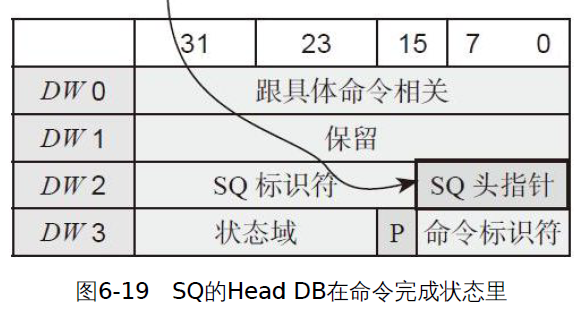 31 23 15 7 0
DW 0 跟具体命令相关
DW 1 保留
DW 2 SQ 标识符 SQ 头指针
DW 3 状态域 P 命令标识符
图6-19 SQ的Head DB在命令完成状态里